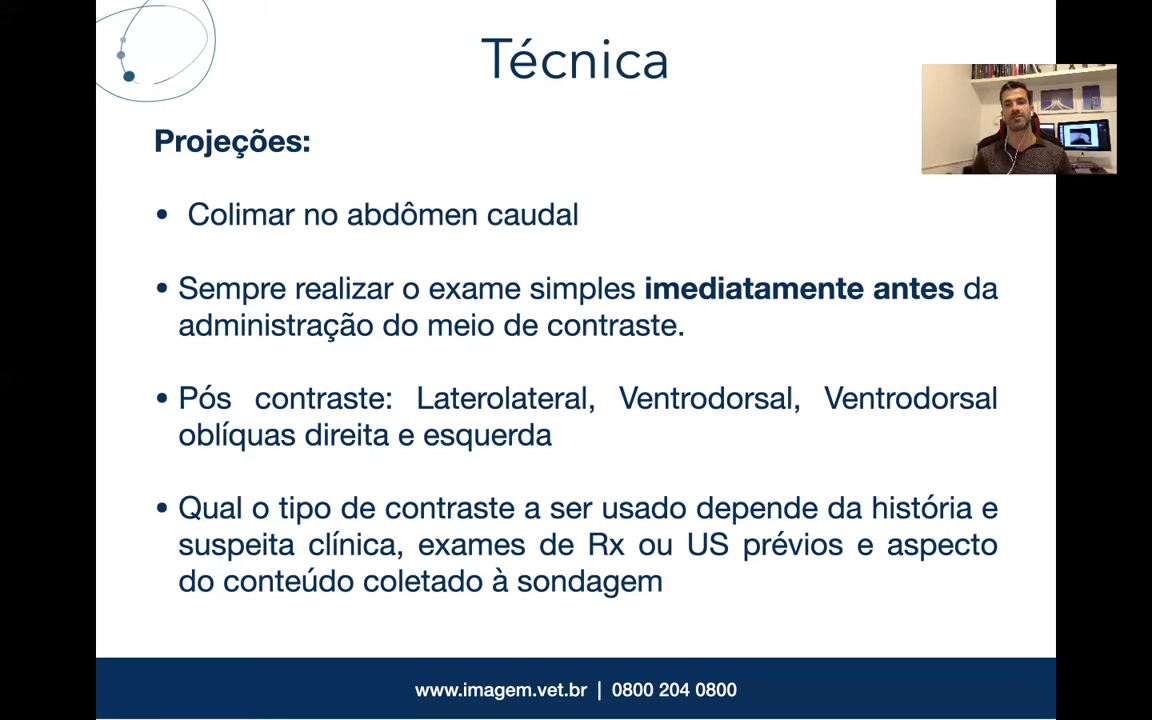 Técnica
Projeções:
• Colimar no abdômen caudal
• Sempre realizar o exame simples imediatamente antes da
administração do meio de contraste.
• Pós contraste: Laterolateral, Ventrodorsal, Ventrodorsal
oblíquas direita e esquerda
• Qual o tipo de contraste a ser usado depende da história e
suspeita clínica, exames de Rx ou US prévios e aspecto
do conteúdo coletado à sondagem
www.imagem.vet.br | 0800 204 0800